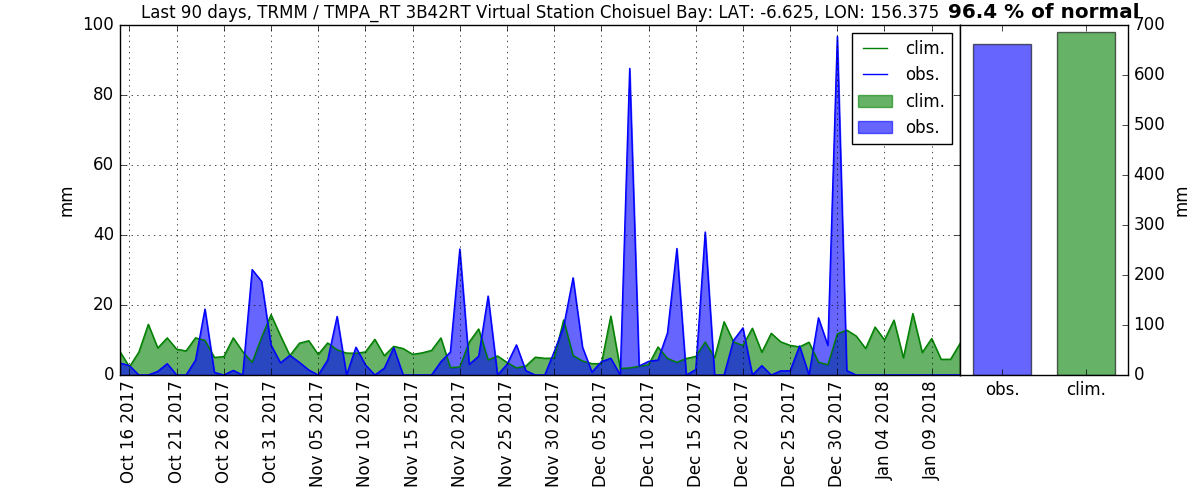 Last 90 days, TRMM / TMPA_RT 3B42RT Virtual Station Choisuel Bay: LAT: -6.625, LON: 156.375 96.4 % of normal
100
80
60
40
20
0
mm
clim.
obs.
clim.
obs.
700
600
500
400
300
200
100
0
mm
obs.
clim.
Oct 16 2017
Oct 21 2017
Oct 26 2017
Oct 31 2017
Nov 05 2017
Nov 10 2017
Nov 15 2017
Nov 20 2017
Nov 25 2017
Nov 30 2017
Dec 05 2017
Dec 10 2017
Dec 15 2017
Dec 20 2017
Dec 25 2017
Dec 30 2017
Jan 04 2018
Jan 09 2018